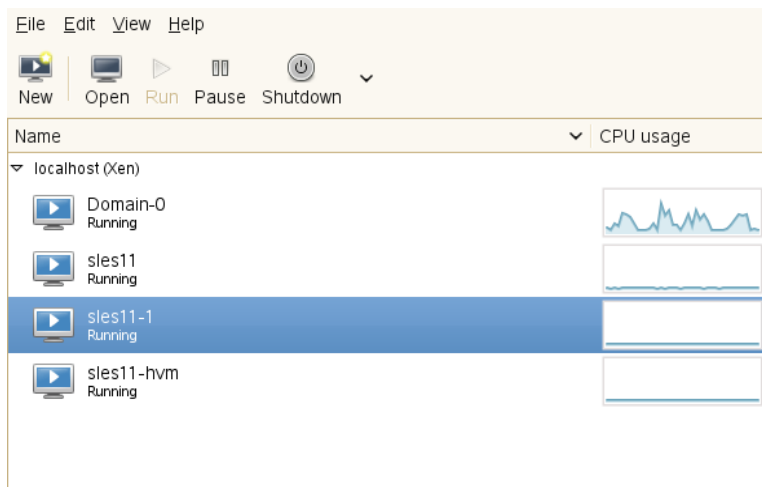 File Edit View Help
New Open Run Pause Shutdown
Name CPU usage
localhost (Xen)
Domain-0
Running
sles11
Running
sles11-1
Running
sles11-hvm
Running